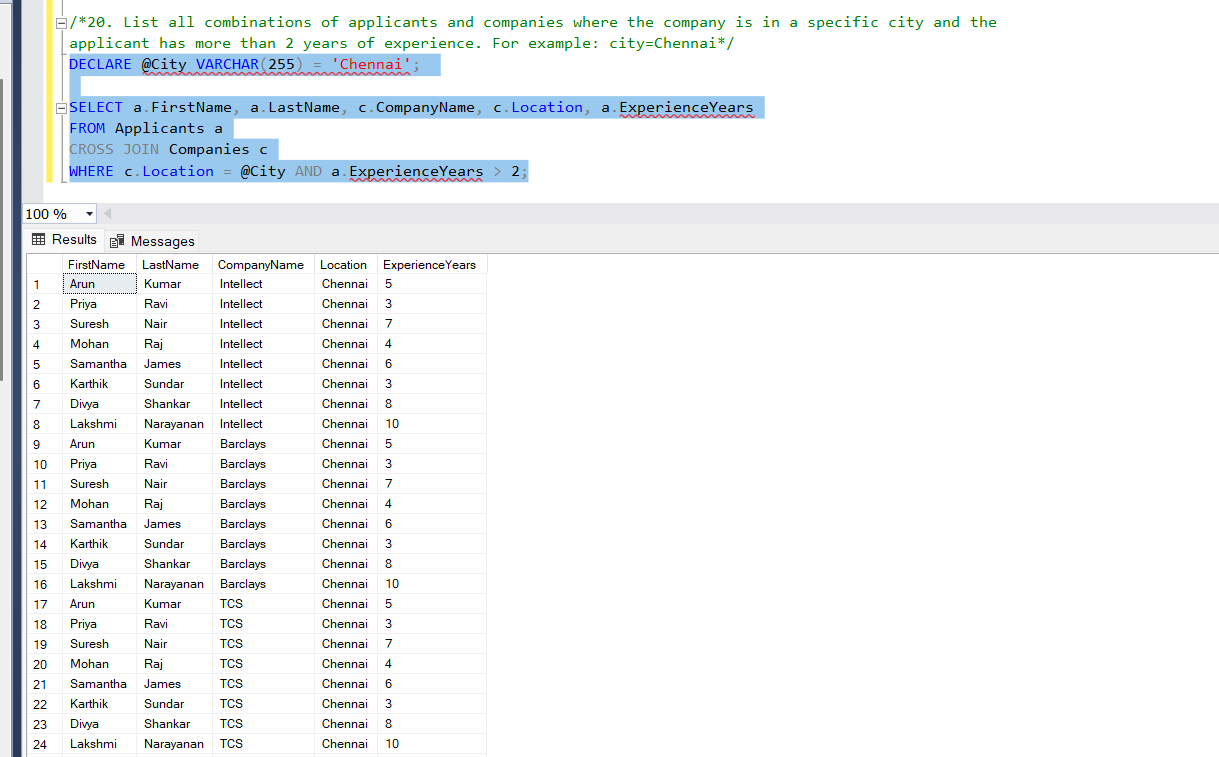 /*20. List all combinations of applicants and companies where the company is in a specific city and the
applicant has more than 2 years of experience. For example: city=Chennai*/
DECLARE @City VARCHAR(255) = 'Chennai';
SELECT a.FirstName, a.LastName, c.CompanyName, c.Location, a.ExperienceYears
FROM Applicants a
CROSS JOIN Companies c
WHERE c.Location = @City AND a.ExperienceYears > 2;
100 %
Results Messages
FirstName LastName CompanyName Location ExperienceYears
1 Arun Kumar Intellect Chennai 5
2 Priya Ravi Intellect Chennai 3
3 Suresh Nair Intellect Chennai 7
4 Mohan Raj Intellect Chennai 4
5 Samantha James Intellect Chennai 6
6 Karthik Sundar Intellect Chennai 3
7 Divya Shankar Intellect Chennai 8
8 Lakshmi Narayanan Intellect Chennai 10
9 Arun Kumar Barclays Chennai 5
10 Priya Ravi Barclays Chennai 3
11 Suresh Nair Barclays Chennai 7
12 Mohan Raj Barclays Chennai 4
13 Samantha James Barclays Chennai 6
14 Karthik Sundar Barclays Chennai 3
15 Divya Shankar Barclays Chennai 8
16 Lakshmi Narayanan Barclays Chennai 10
17 Arun Kumar TCS Chennai 5
18 Priya Ravi TCS Chennai 3
19 Suresh Nair TCS Chennai 7
20 Mohan Raj TCS Chennai 4
21 Samantha James TCS Chennai 6
22 Karthik Sundar TCS Chennai 3
23 Divya Shankar TCS Chennai 8
24 Lakshmi Narayanan TCS Chennai 10